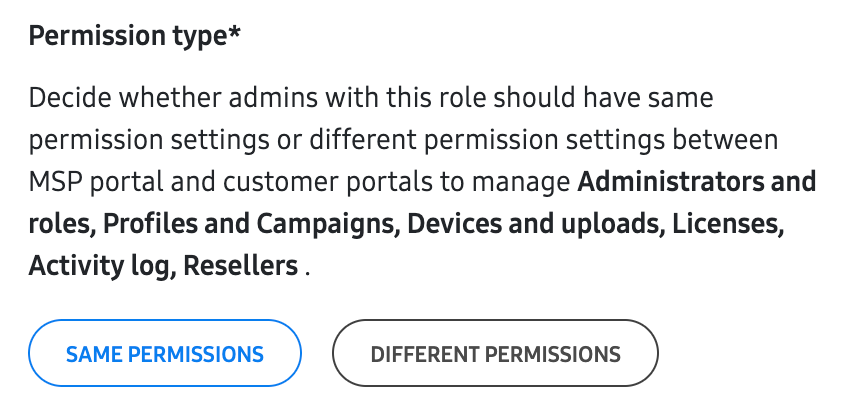 Permission type*
Decide whether admins with this role should have same
permission settings or different permission settings between
MSP portal and customer portals to manage Administrators and
roles, Profiles and Campaigns, Devices and uploads, Licenses,
Activity log, Resellers .
SAME PERMISSIONS
DIFFERENT PERMISSIONS